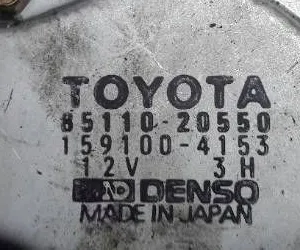 TOYOTA
85110-20550
159100-4153
12V 3H
DENSO
MADE IN JAPAN